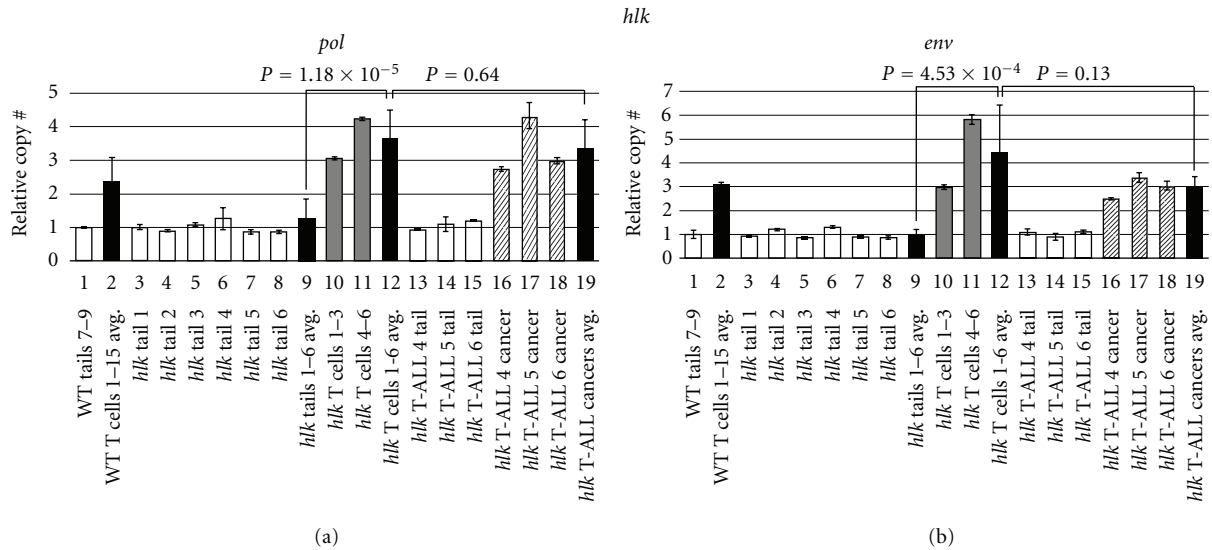 hlk
pol
P = 1.18 × 10⁻⁵ P = 0.64
Relative copy #
5
4
3
2
1
0
1 2 3 4 5 6 7 8 9 10 11 12 13 14 15 16 17 18 19
WT tails 7–9
WT T cells 1–15 avg.
hlk tail 1
hlk tail 2
hlk tail 3
hlk tail 4
hlk tail 5
hlk tail 6
hlk tails 1–6 avg.
hlk T cells 1–3
hlk T cells 4–6
hlk T cells 1-6 avg.
hlk T-ALL 4 tail
hlk T-ALL 5 tail
hlk T-ALL 6 tail
hlk T-ALL 4 cancer
hlk T-ALL 5 cancer
hlk T-ALL 6 cancer
hlk T-ALL cancers avg.
(a)
env
P = 4.53 × 10⁻⁴ P = 0.13
Relative copy #
7
6
5
4
3
2
1
0
1 2 3 4 5 6 7 8 9 10 11 12 13 14 15 16 17 18 19
WT tails 7–9
WT T cells 1–15 avg.
hlk tail 1
hlk tail 2
hlk tail 3
hlk tail 4
hlk tail 5
hlk tail 6
hlk tails 1–6 avg.
hlk T cells 1–3
hlk T cells 4–6
hlk T cells 1-6 avg.
hlk T-ALL 4 tail
hlk T-ALL 5 tail
hlk T-ALL 6 tail
hlk T-ALL 4 cancer
hlk T-ALL 5 cancer
hlk T-ALL 6 cancer
hlk T-ALL cancers avg.
(b)